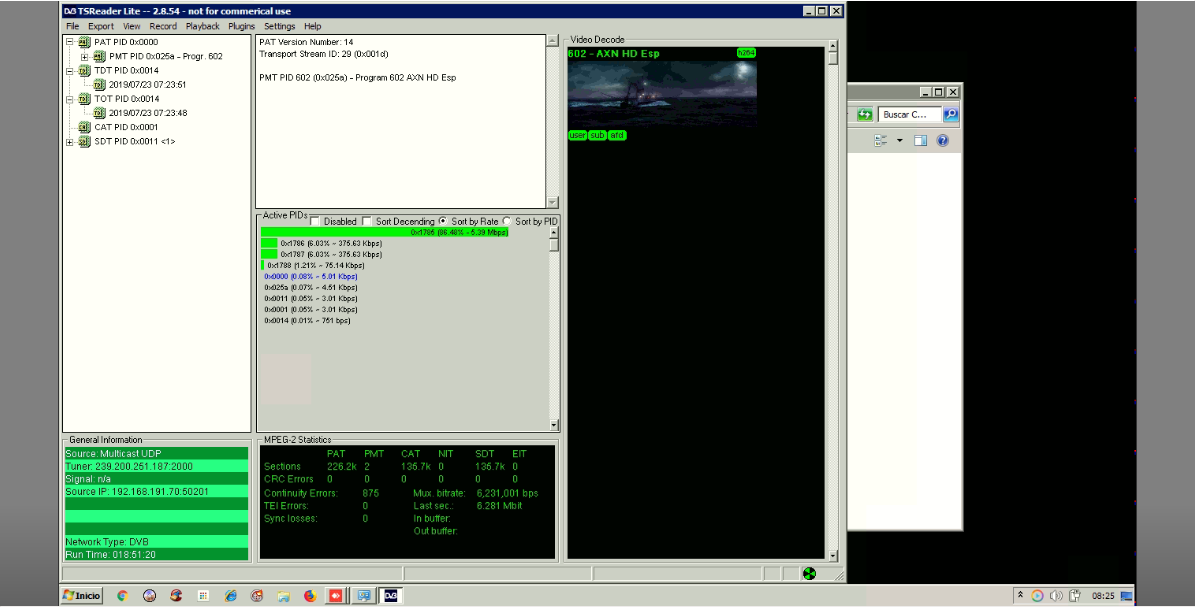 TSReader Lite -- 2.8.54 - not for commerical use
File Export View Record Playback Plugins Settings Help
PAT PID 0x0000
PMT PID 0x025a - Progr. 602
TDT PID 0x0014
2019/07/23 07:23:51
TOT PID 0x0014
2019/07/23 07:23:48
CAT PID 0x0001
SDT PID 0x0011 <1>
PAT Version Number: 14
Transport Stream ID: 29 (0x001d)
PMT PID 602 (0x025a) - Program 602 AXN HD Esp
Active PIDs
Disabled Sort Decending Sort by Rate Sort by PID
0x1785 (86.48% ~ 5.39 Mbps)
0x1786 (6.03% ~ 375.63 Kbps)
0x1787 (6.03% ~ 375.63 Kbps)
0x1788 (1.21% ~ 75.14 Kbps)
0x0000 (0.08% ~ 5.01 Kbps)
0x025a (0.07% ~ 4.51 Kbps)
0x0011 (0.05% ~ 3.01 Kbps)
0x0001 (0.05% ~ 3.01 Kbps)
0x0014 (0.01% ~ 751 bps)
General Information
Source: Multicast UDP
Tuner: 239.200.251.187:2000
Signal: n/a
Source IP: 192.168.191.70:50201
Network Type: DVB
Run Time: 018:51:20
MPEG-2 Statistics
PAT PMT CAT NIT SDT EIT
Sections 226.2k 2 135.7k 0 135.7k 0
CRC Errors 0 0 0 0 0 0
Continuity Errors: 875 Mux. bitrate: 6,231,001 bps
TEI Errors: 0 Last sec.: 6.281 Mbit
Sync losses: 0 In buffer:
Out buffer:
Video Decode
602 - AXN HD Esp h264
user sub afd
Buscar C...
Inicio
08:25